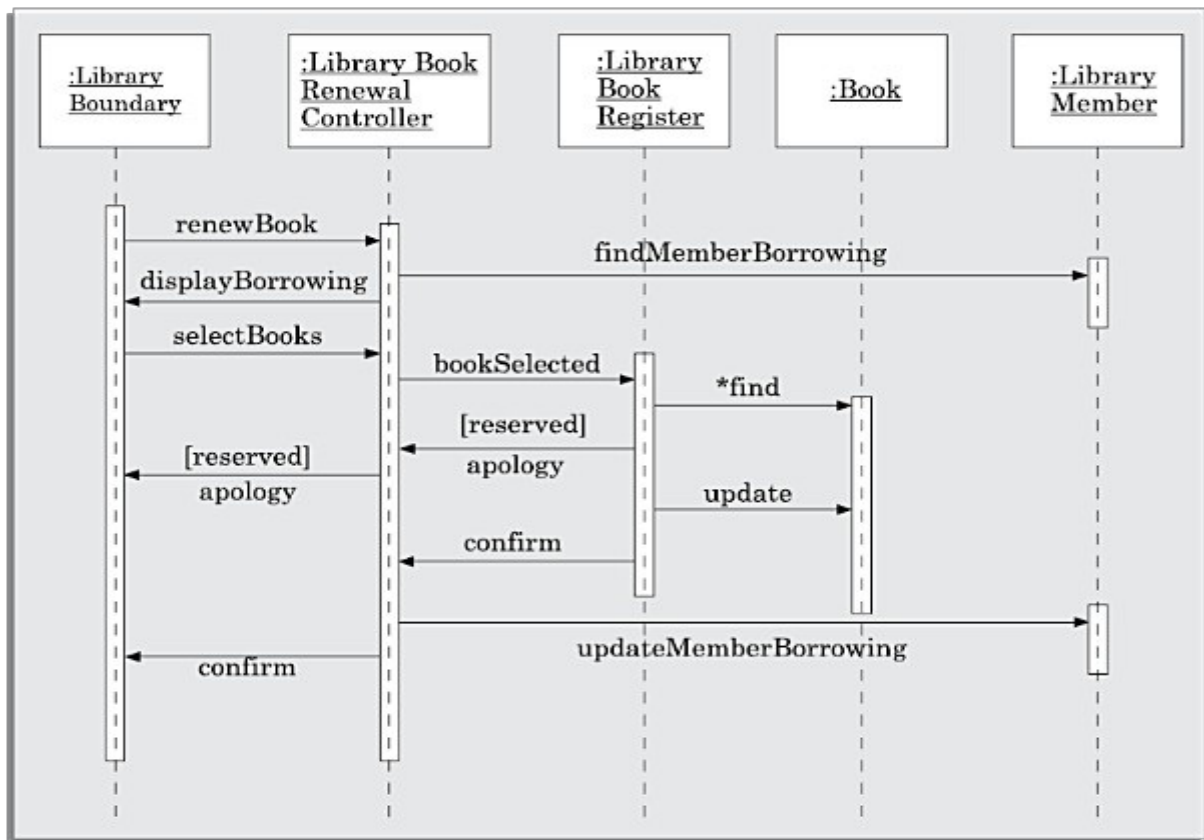 :Library
Boundary
:Library Book
Renewal
Controller
:Library
Book
Register
:Book
:Library
Member
renewBook
findMemberBorrowing
displayBorrowing
selectBooks
bookSelected
*find
[reserved]
apology
[reserved]
apology
update
confirm
updateMemberBorrowing
confirm